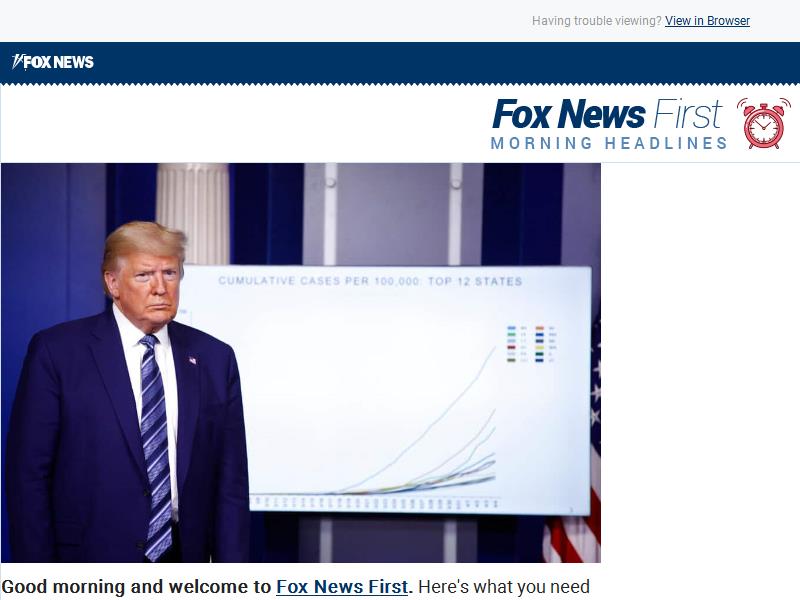 Having trouble viewing? View in Browser
FOX NEWS
Fox News First
MORNING HEADLINES
CUMULATIVE CASES PER 100,000: TOP 12 STATES
Good morning and welcome to Fox News First. Here's what you need